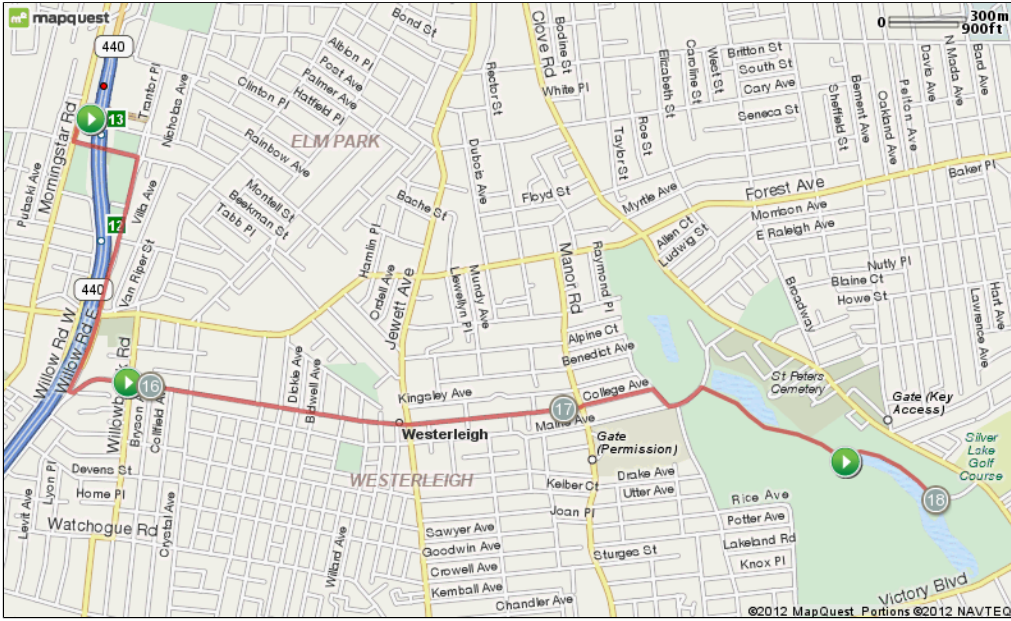 mapquest
300m
0
900ft
440
13
12
440
16
17
18
Bond St
Albion Pl
Post Ave
Palmer Ave
Hatfield Pl
Clinton Pl
ELM PARK
Rainbow Ave
Monfell St
Beekman St
Tabb Pl
Trantor Pl
Nicholas Ave
Morningstar Rd
Pulaski Ave
Villa Ave
Van Riper St
Willow Rd W
Willow Rd E
Hamlin Pl
Ordell Ave
Jewett Ave
Bache St
Llewellyn Pl
Mundy Ave
Dubois Ave
Rector St
Clove Rd
Bodine St
White Pl
Floyd St
Manor Rd
Raymond Pl
Taylor St
Roe St
Elizabeth St
Caroline St
West St
Britton St
South St
Cary Ave
Seneca St
Sheffield St
Bement Ave
Oakland Ave
Pelton Ave
Davis Ave
N Mada Ave
Bard Ave
Baker Pl
Forest Ave
Myrtle Ave
Allen Ct
Ludwig St
Morrison Ave
E Raleigh Ave
Nutly Pl
Blaine Ct
Howe St
Broadway
Hart Ave
Lawrence Ave
Alpine Ct
Benedict Ave
College Ave
Kingsley Ave
Maine Ave
Dickie Ave
Bidwell Ave
Westerleigh
WESTERLEIGH
Bryson
Collfield Ave
Devens St
Home Pl
Lyon Pl
Levit Ave
Watchogue Rd
Crystal Ave
Willard Ave
Gate
(Permission)
St Peters
Cemetery
Gate (Key
Access)
Silver
Lake
Golf
Course
Drake Ave
Keiber Ct
Utter Ave
Joan Pl
Sawyer Ave
Goodwin Ave
Crowell Ave
Kemball Ave
Chandler Ave
Sturges St
Rice Ave
Potter Ave
Lakeland Rd
Knox Pl
Victory Blvd
©2012 MapQuest Portions ©2012 NAVTEQ